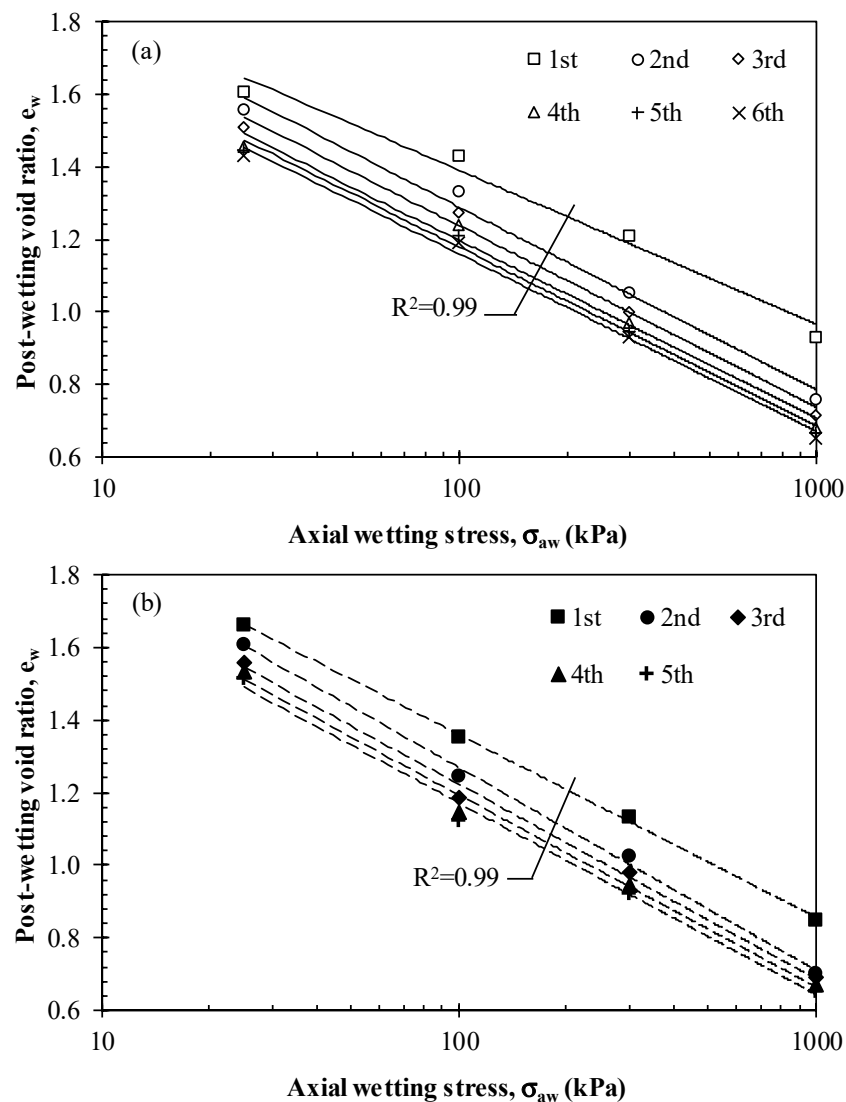 (a)
1st 2nd 3rd
4th 5th 6th
R²=0.99
Post-wetting void ratio, e_w
1.8
1.6
1.4
1.2
1.0
0.8
0.6
10 100 1000
Axial wetting stress, σ_aw (kPa)
(b)
1st 2nd 3rd
4th 5th
R²=0.99
Post-wetting void ratio, e_w
1.8
1.6
1.4
1.2
1.0
0.8
0.6
10 100 1000
Axial wetting stress, σ_aw (kPa)